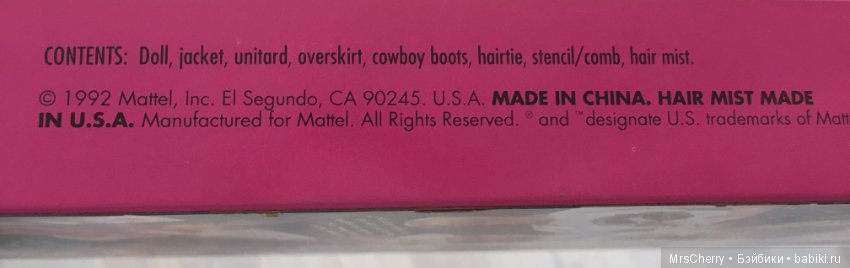 CONTENTS: Doll, jacket, unitard, overskirt, cowboy boots, hairtie, stencil/comb, hair mist.
© 1992 Mattel, Inc. El Segundo, CA 90245. U.S.A. MADE IN CHINA. HAIR MIST MADE
IN U.S.A. Manufactured for Mattel. All Rights Reserved. ® and ™ designate U.S. trademarks of Matt
MrsCherry • Бэйбики • babiki.ru